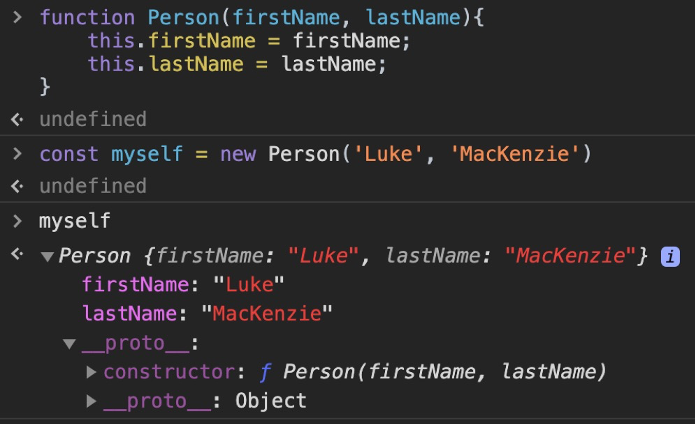 > function Person(firstName, lastName){
this.firstName = firstName;
this.lastName = lastName;
}
undefined
> const myself = new Person('Luke', 'MacKenzie')
undefined
> myself
▼Person {firstName: "Luke", lastName: "MacKenzie"} i
firstName: "Luke"
lastName: "MacKenzie"
▼__proto__:
▶constructor: ƒ Person(firstName, lastName)
▶__proto__: Object